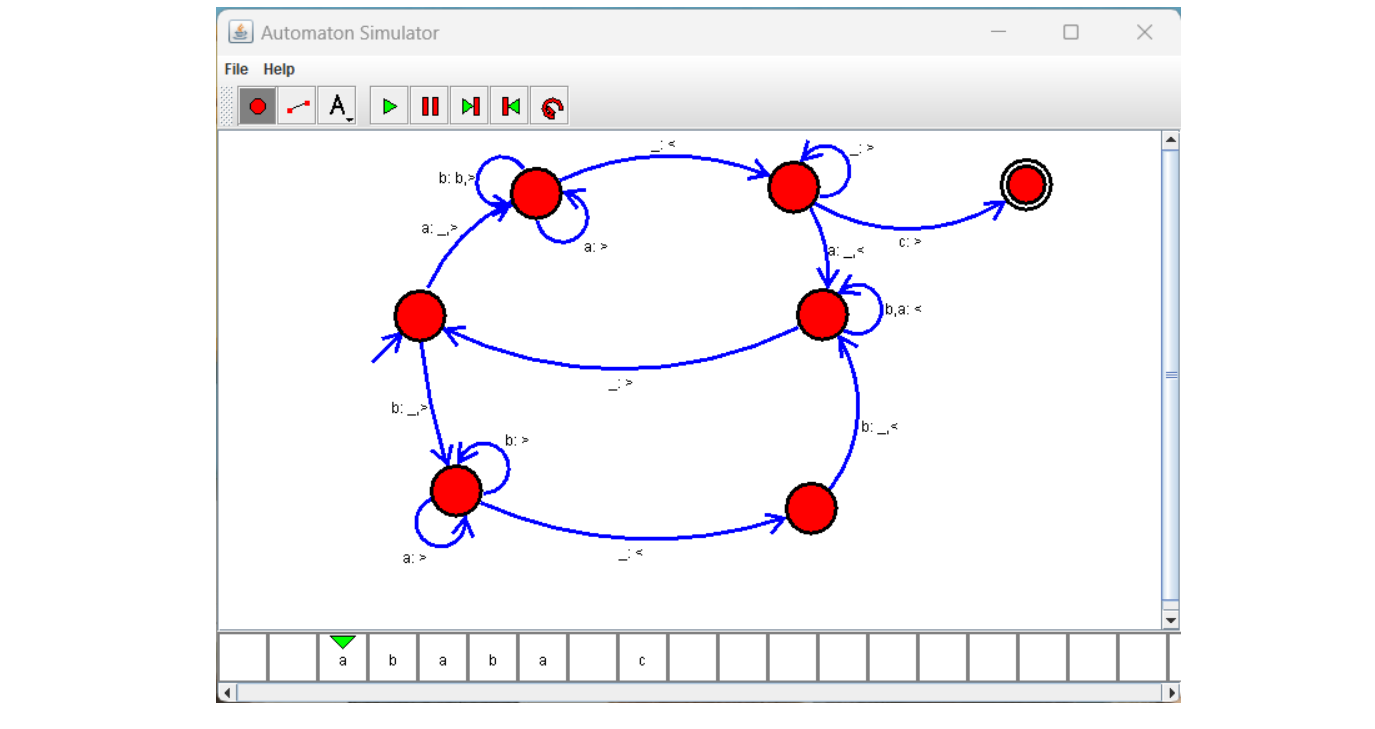 Automaton Simulator
File Help
A
_: <
_: >
b: b,>
a: _,>
a: >
c: >
a: _,<
b,a: <
_: >
b: _,>
b: _,<
b: >
a: >
_: <
a b a b a c